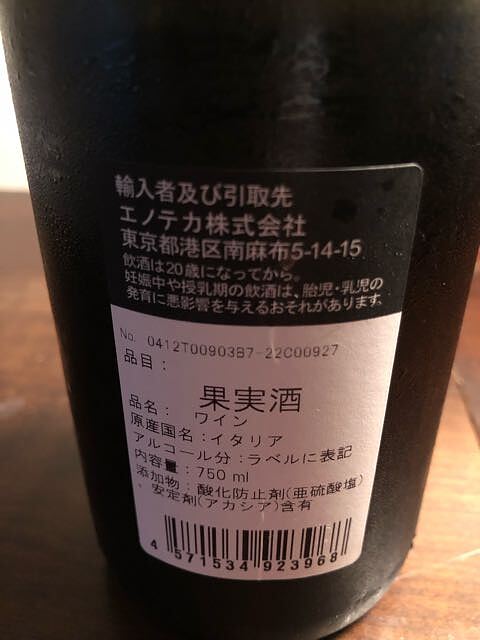 輸入者及び引取先
エノテカ株式会社
東京都港区南麻布5-14-15
飲酒は20歳になってから。
妊娠中や授乳期の飲酒は、胎児・乳児の
発育に悪影響を与えるおそれがあります。
No. 0412T00903B7-22C00927
品目：
果実酒
品名： ワイン
原産国名：イタリア
アルコール分：ラベルに表記
内容量：750 ml
添加物：酸化防止剤(亜硫酸塩)
、安定剤(アカシア)含有
4 571534 923968